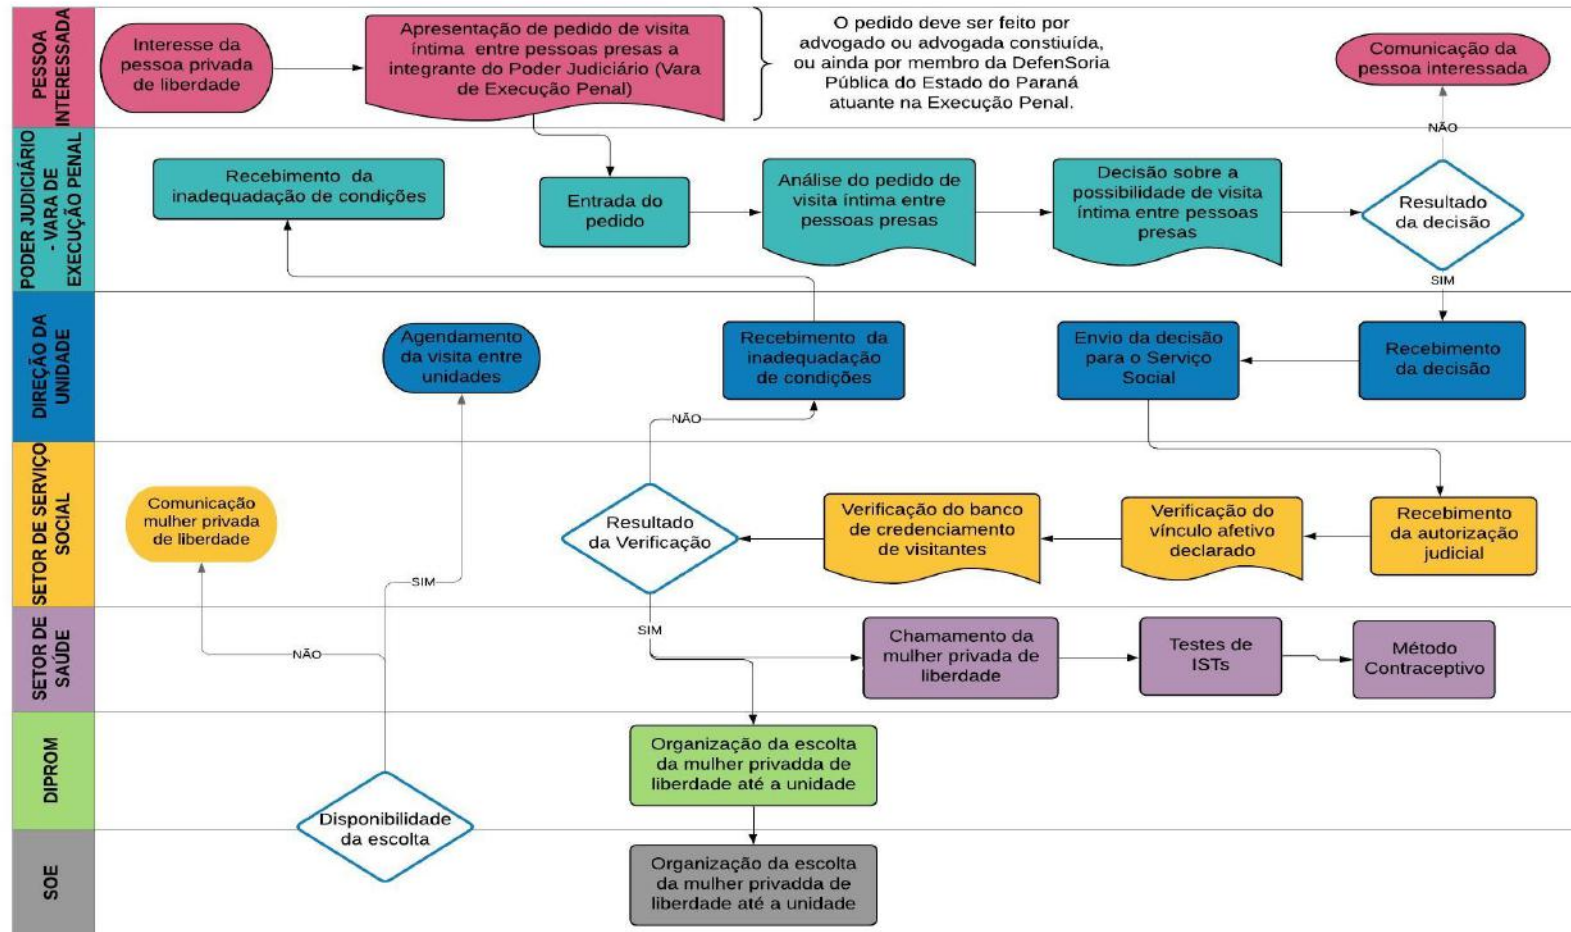 PESSOA
INTERESSADA
Interesse da
pessoa privada
de liberdade
Apresentação de pedido de visita
íntima entre pessoas presas a
integrante do Poder Judiciário (Vara
de Execução Penal)
O pedido deve ser feito por
advogado ou advogada constiuída,
ou ainda por membro da DefenSoria
Pública do Estado do Paraná
atuante na Execução Penal.
Comunicação da
pessoa interessada
NÃO
PODER JUDICIÁRIO
- VARA DE
EXECUÇÃO PENAL
Recebimento da
inadequadação de condições
Entrada do
pedido
Análise do pedido de
visita íntima entre
pessoas presas
Decisão sobre a
possibilidade de visita
íntima entre pessoas
presas
Resultado
da decisão
SIM
DIREÇÃO DA
UNIDADE
Agendamento
da visita entre
unidades
Recebimento da
inadequadação
de condições
Envio da decisão
para o Serviço
Social
Recebimento
da decisão
NÃO
SETOR DE SERVIÇO
SOCIAL
Comunicação
mulher privada
de liberdade
Resultado
da Verificação
Verificação do banco
de credenciamento
de visitantes
Verificação do
vínculo afetivo
declarado
Recebimento
da autorização
judicial
SIM
SETOR DE
SAÚDE
NÃO
SIM
Chamamento da
mulher privada de
liberdade
Testes de
ISTs
Método
Contraceptivo
DIPROM
Organização da escolta
da mulher privadda de
liberdade até a unidade
Disponibilidade
da escolta
SOE
Organização da escolta
da mulher privadda de
liberdade até a unidade